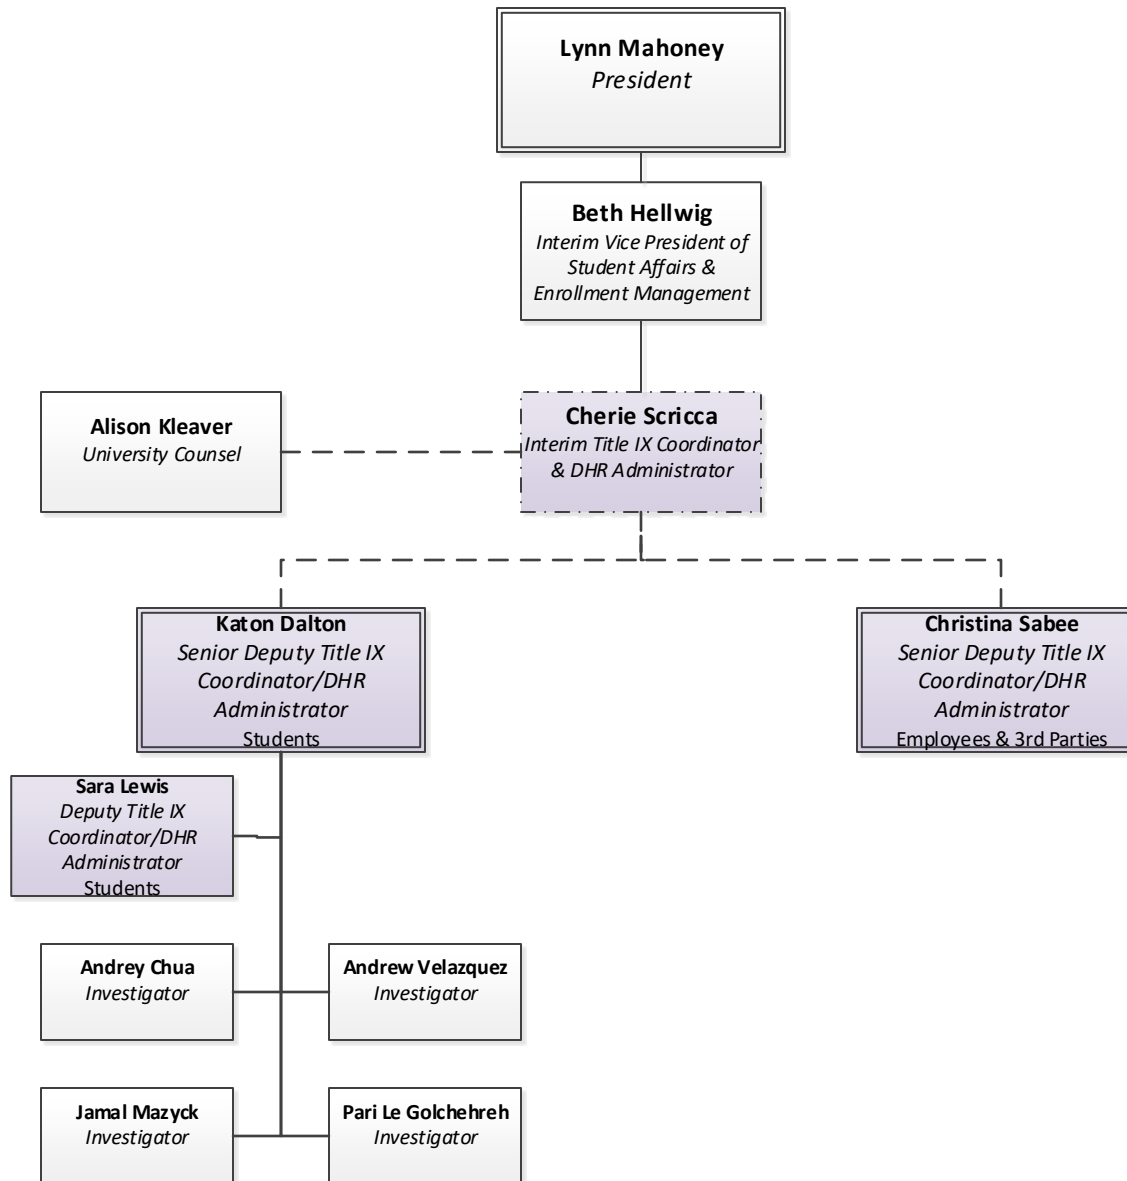 Lynn Mahoney
President
Beth Hellwig
Interim Vice President of
Student Affairs &
Enrollment Management
Alison Kleaver
University Counsel
Cherie Scricca
Interim Title IX Coordinator
& DHR Administrator
Katon Dalton
Senior Deputy Title IX
Coordinator/DHR
Administrator
Students
Christina Sabee
Senior Deputy Title IX
Coordinator/DHR
Administrator
Employees & 3rd Parties
Sara Lewis
Deputy Title IX
Coordinator/DHR
Administrator
Students
Andrey Chua
Investigator
Andrew Velazquez
Investigator
Jamal Mazyck
Investigator
Pari Le Golchehreh
Investigator